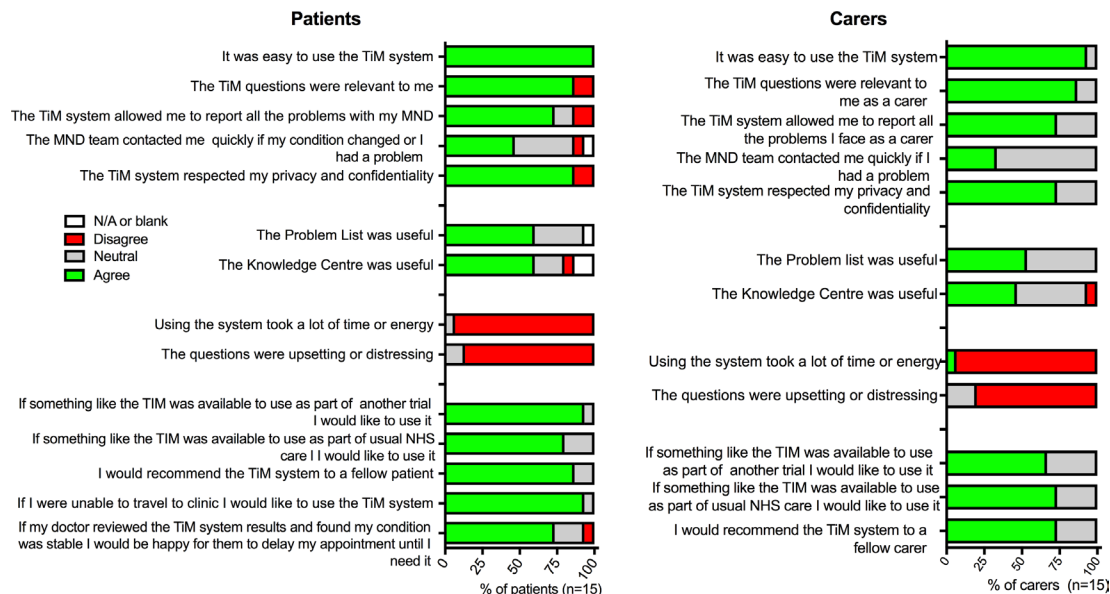 Patients
It was easy to use the TiM system
The TiM questions were relevant to me
The TiM system allowed me to report all the problems with my MND
The MND team contacted me quickly if my condition changed or I
had a problem
The TiM system respected my privacy and confidentiality
N/A or blank
Disagree
Neutral
Agree
The Problem List was useful
The Knowledge Centre was useful
Using the system took a lot of time or energy
The questions were upsetting or distressing
If something like the TIM was available to use as part of another trial
I would like to use it
If something like the TIM was available to use as part of usual NHS
care I I would like to use it
I would recommend the TiM system to a fellow patient
If I were unable to travel to clinic I would like to use the TiM system
If my doctor reviewed the TiM system results and found my condition
was stable I would be happy for them to delay my appointment until I
need it
0 25 50 75 100
% of patients (n=15)
Carers
It was easy to use the TiM system
The TiM questions were relevant to
me as a carer
The TiM system allowed me to report all
the problems I face as a carer
The MND team contacted me quickly if I
had a problem
The TiM system respected my privacy and
confidentiality
The Problem list was useful
The Knowledge Centre was useful
Using the system took a lot of time or energy
The questions were upsetting or distressing
If something like the TIM was available to use
as part of another trial I would like to use it
If something like the TIM was available to use
as part of usual NHS care I would like to use it
I would recommend the TiM system to a
fellow carer
0 25 50 75 100
% of carers (n=15)